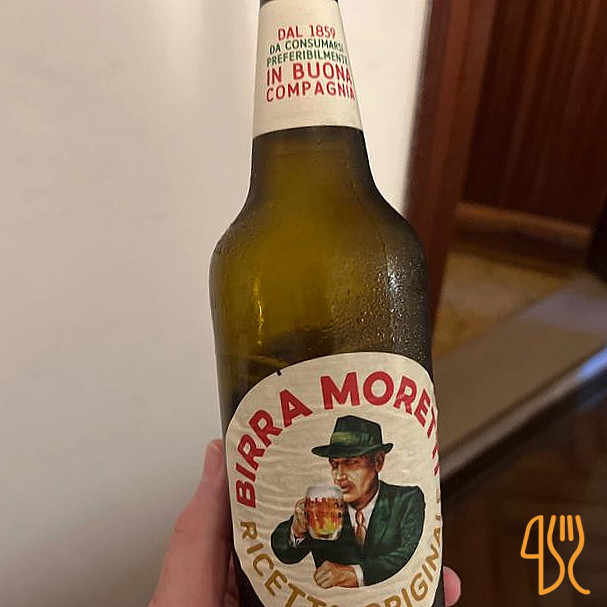 DAL 1859
DA CONSUMARSI
PREFERIBILMENTE
IN BUONA
COMPAGNIA
BIRRA MORETTI
RICETTA ORIGINALE